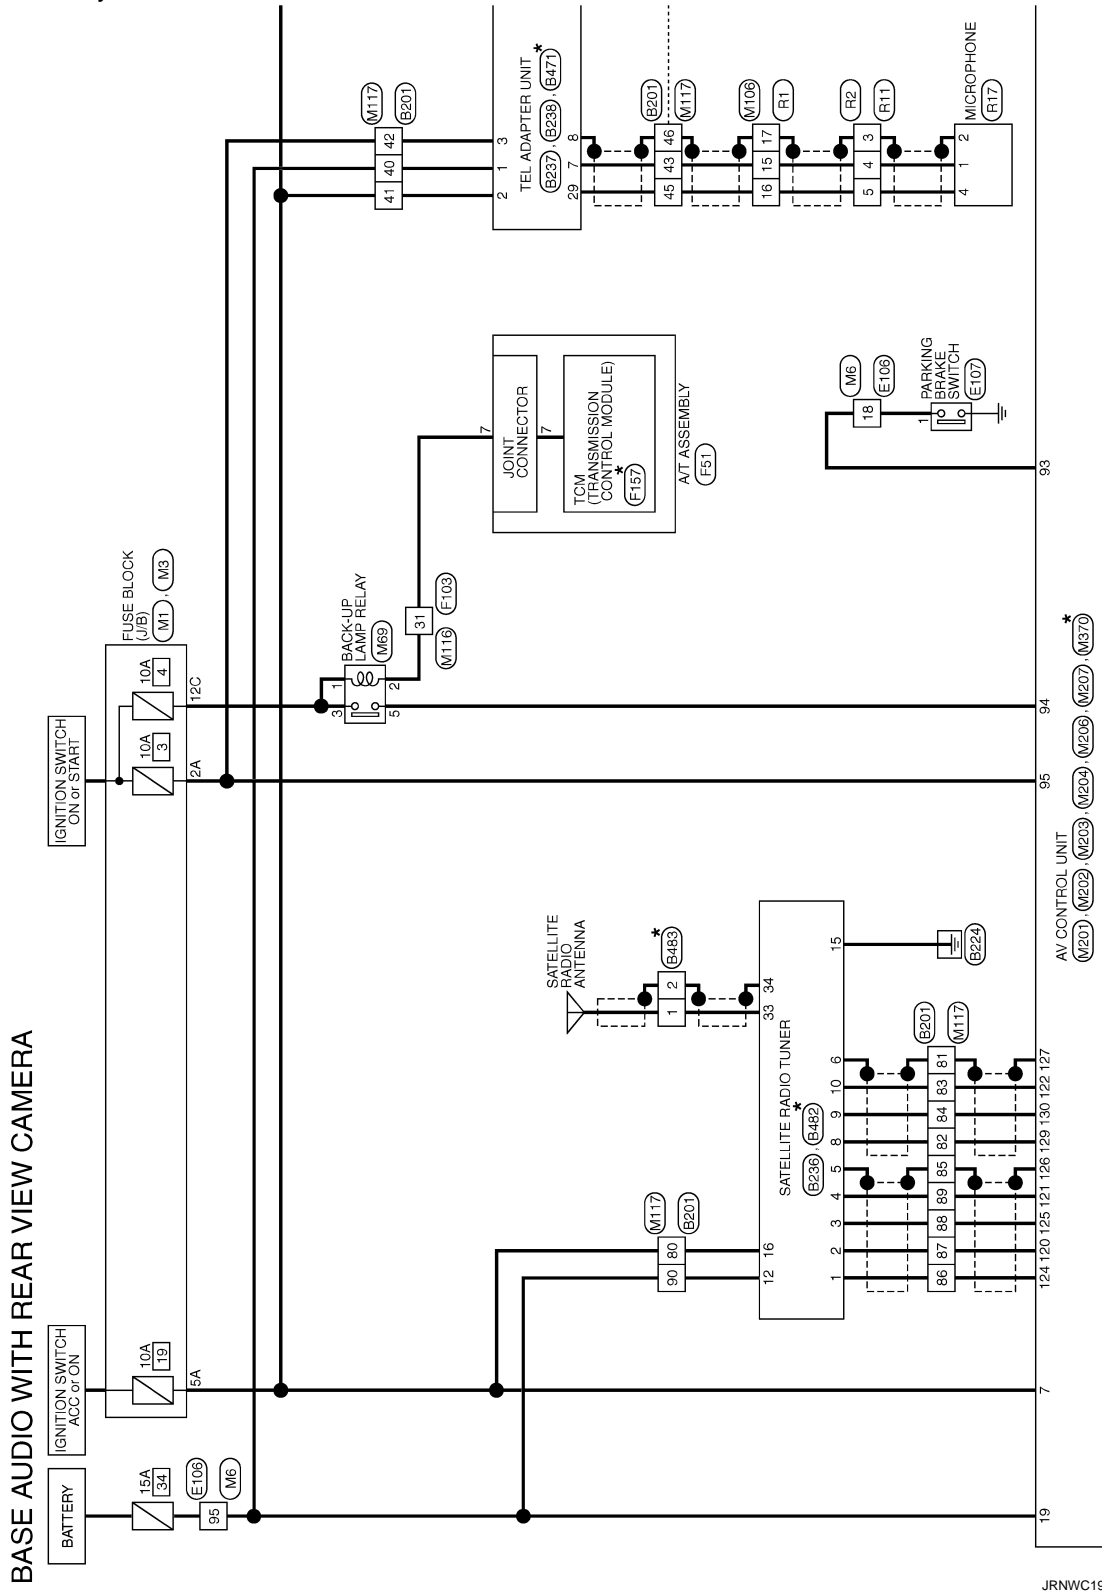 BASE AUDIO WITH REAR VIEW CAMERA
BATTERY
15A
34
E106
95
M6
19
IGNITION SWITCH
ACC or ON
10A
19
5A
7
IGNITION SWITCH
ON or START
10A
3
2A
10A
4
12C
FUSE BLOCK
(J/B)
M1 , M3
95
94
3
1
5
2
BACK-UP
LAMP RELAY
M69
M116
31
F103
7
JOINT
CONNECTOR
7
TCM
(TRANSMISSION
CONTROL MODULE)
*
F157
A/T ASSEMBLY
F51
M117
B201
41
40
42
2
1
3
TEL ADAPTER UNIT
*
B237 , B238 , B471
29
7
8
B201
M117
45
43
46
M106
R1
16
15
17
R2
R11
5
4
3
4
1
2
MICROPHONE
R17
M6
E106
18
1
PARKING
BRAKE
SWITCH
E107
93
SATELLITE
RADIO
ANTENNA
*
B483
1
2
33
34
M117
B201
90
80
12
16
SATELLITE RADIO TUNER
*
B236 , B482
15
B224
1
2
3
4
5
8
9
10
6
B201
M117
86
87
88
89
85
82
84
83
81
124
120
125
121
126
129
130
122
127
AV CONTROL UNIT
*
M201 , M202 , M203 , M204 , M206 , M207 , M370
JRNWC19